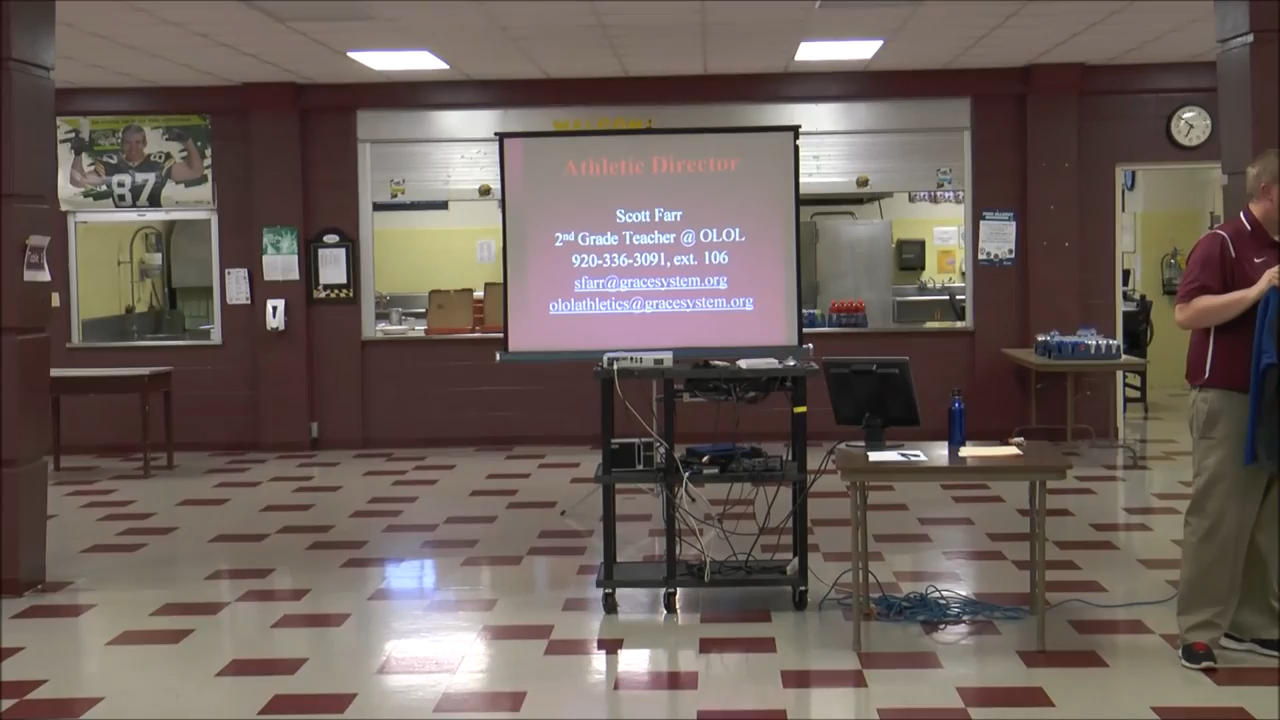 WELCOME
87
Athletic Director
Scott Farr
2nd Grade Teacher @ OLOL
920-336-3091, ext. 106
sfarr@gracesystem.org
ololathletics@gracesystem.org